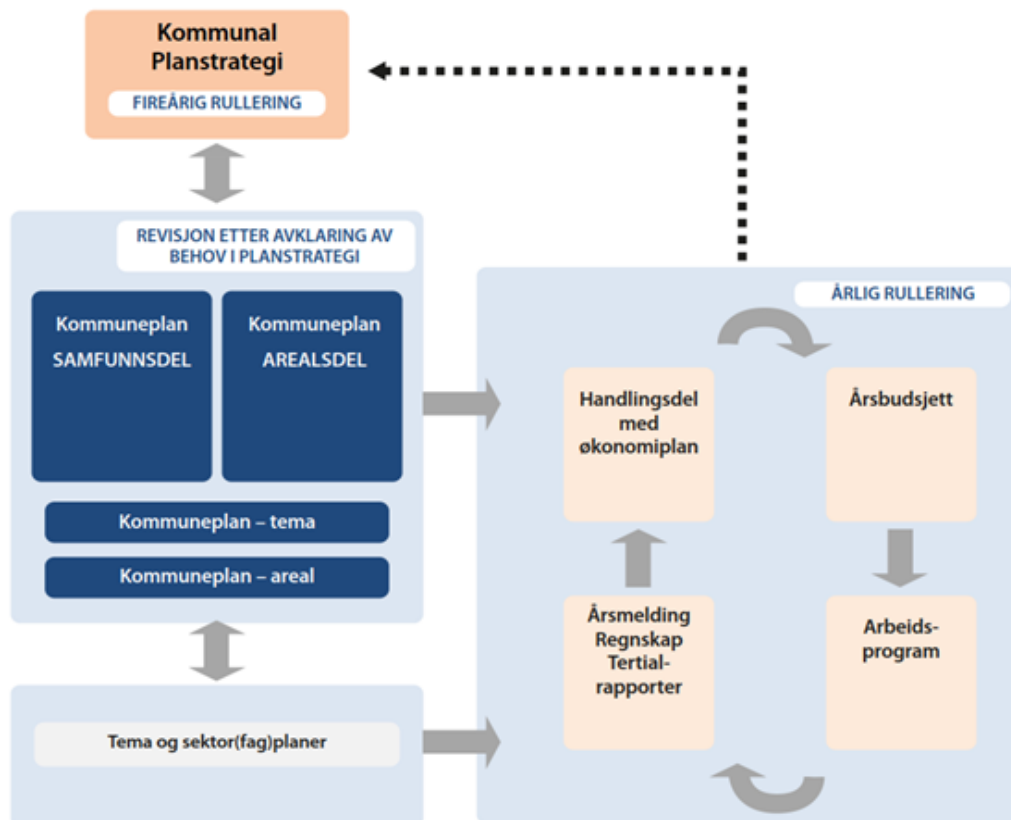 Kommunal
Planstrategi
FIREÅRIG RULLERING
REVISJON ETTER AVKLARING AV
BEHOV I PLANSTRATEGI
Kommuneplan
SAMFUNNSDEL
Kommuneplan
AREALSDEL
Kommuneplan – tema
Kommuneplan – areal
Tema og sektor(fag)planer
ÅRLIG RULLERING
Handlingsdel
med
økonomiplan
Årsbudsjett
Årsmelding
Regnskap
Tertial-
rapporter
Arbeids-
program